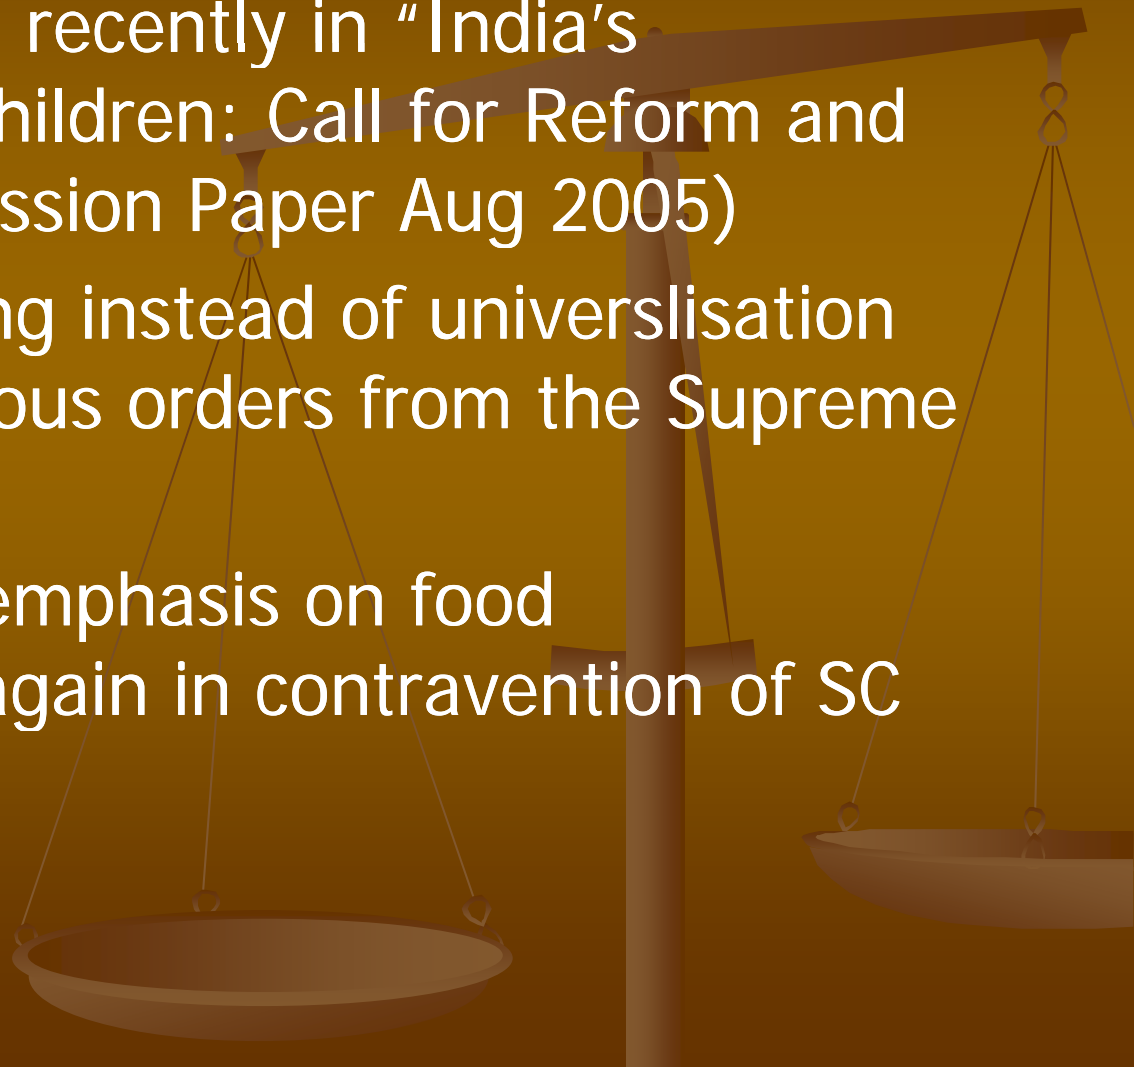 recently in “India’s
hildren: Call for Reform and
ssion Paper Aug 2005)
ng instead of universlisation
ous orders from the Supreme
emphasis on food
again in contravention of SC